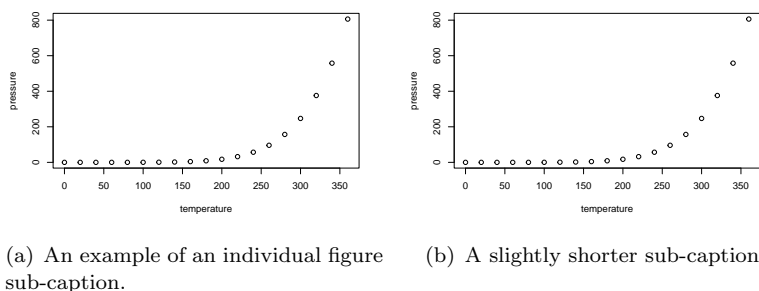 800
600
400
200
0
pressure
0 50 100 150 200 250 300 350
temperature
(a) An example of an individual figure
sub-caption.
800
600
400
200
0
pressure
0 50 100 150 200 250 300 350
temperature
(b) A slightly shorter sub-caption